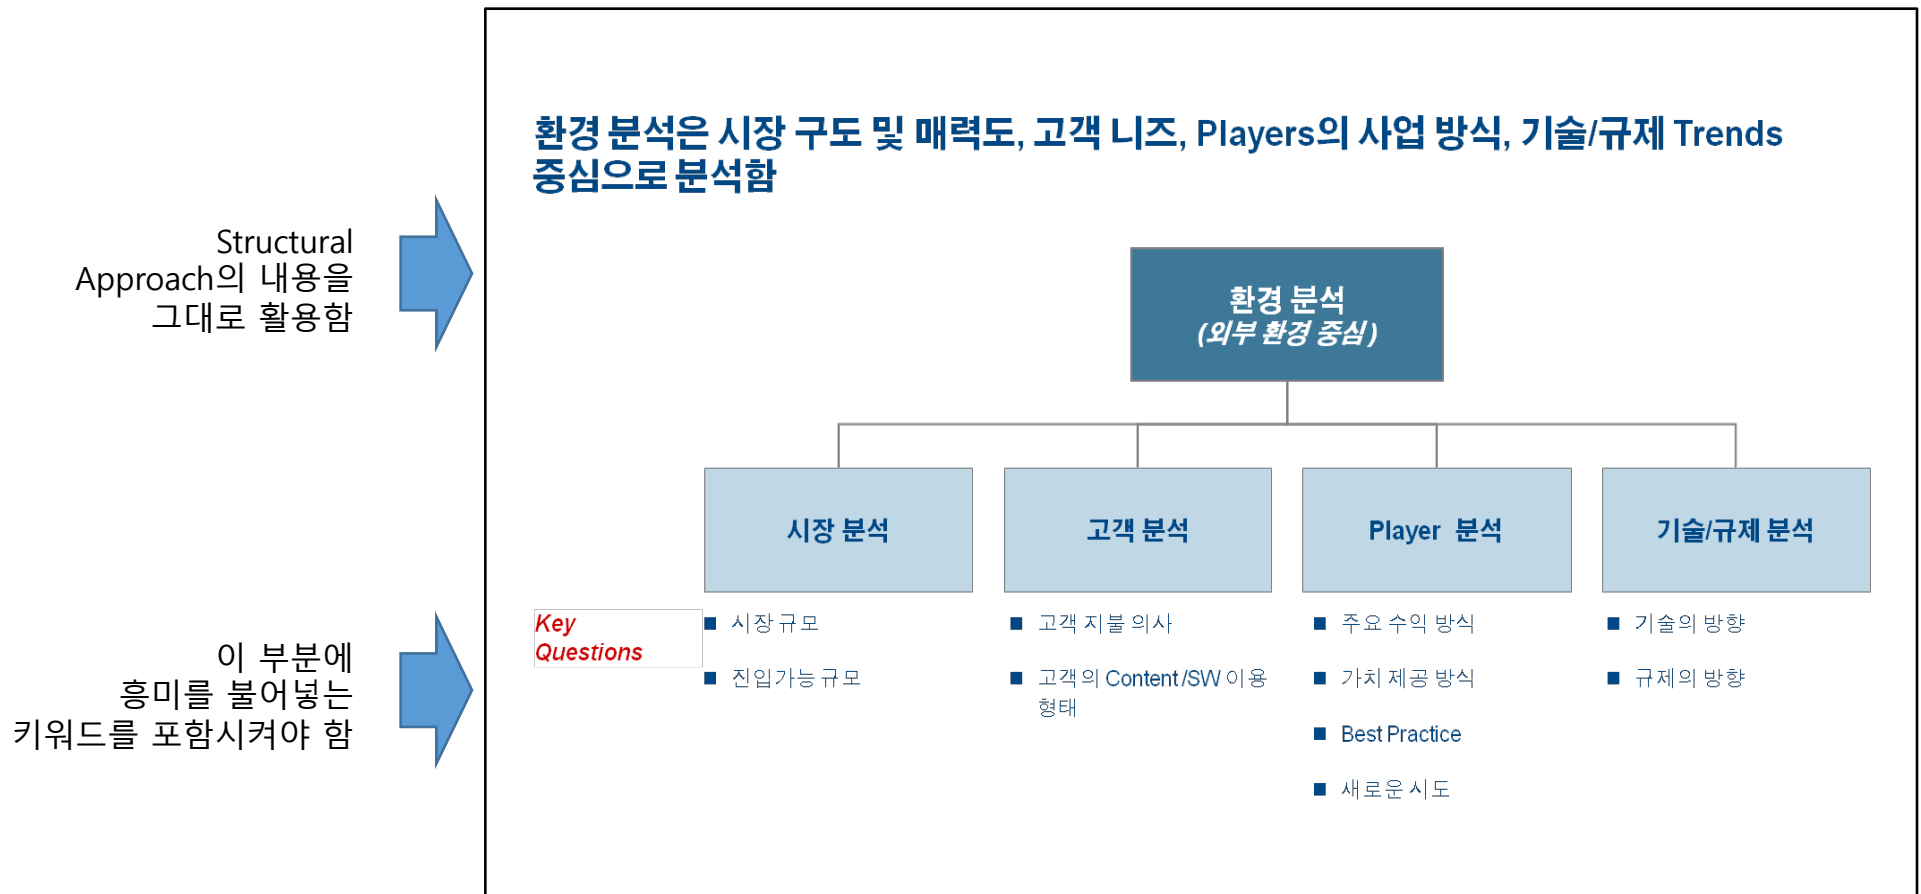 환경 분석은 시장 구도 및 매력도, 고객 니즈, Players의 사업 방식, 기술/규제 Trends
중심으로 분석함
Structural
Approach의 내용을
그대로 활용함
환경 분석
(외부 환경 중심)
시장 분석
고객 분석
Player 분석
기술/규제 분석
이 부분에
흥미를 불어넣는
키워드를 포함시켜야 함
Key
Questions
■ 시장 규모
■ 진입가능 규모
■ 고객 지불 의사
■ 고객의 Content /SW 이용
형태
■ 주요 수익 방식
■ 가치 제공 방식
■ Best Practice
■ 새로운 시도
■ 기술의 방향
■ 규제의 방향